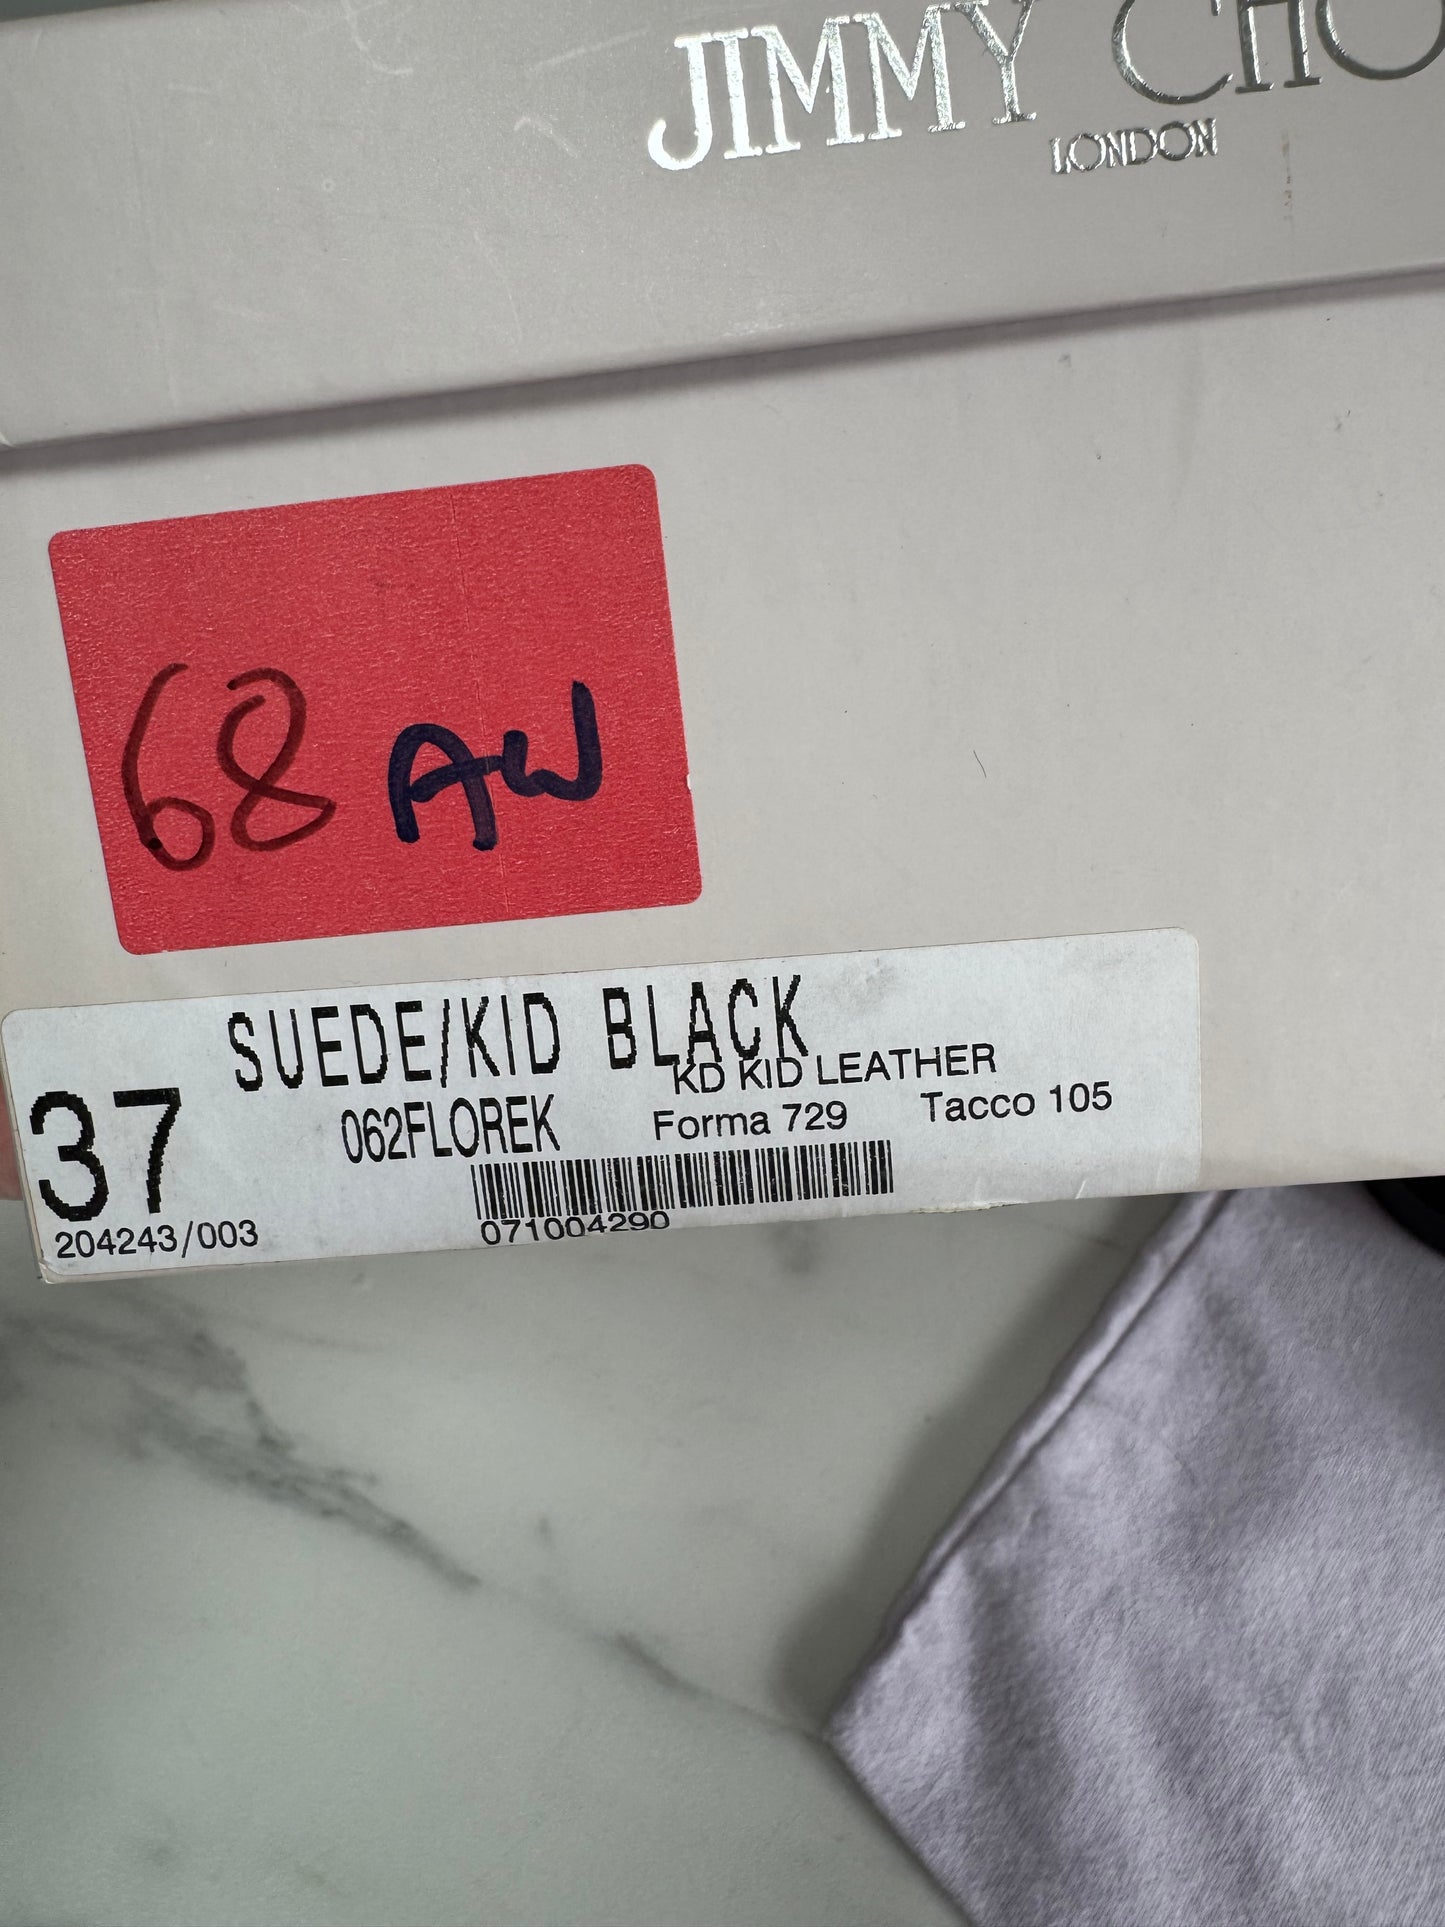 JIMMY CHO
LONDON
68 AW
SUEDE/KID BLACK
KD KID LEATHER
37
062FLOREK
Forma 729
Tacco 105
204243/003
071004290